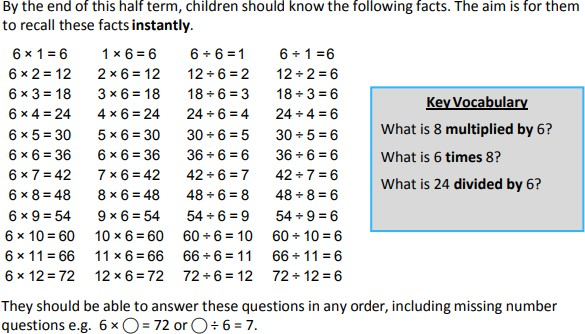 By the end of this half term, children should know the following facts. The aim is for them
to recall these facts instantly.
6 × 1 = 6 1 × 6 = 6 6 ÷ 6 = 1 6 ÷ 1 =6
6 × 2 = 12 2 × 6 = 12 12 ÷ 6 = 2 12 ÷ 2 = 6
6 × 3 = 18 3 × 6 = 18 18 ÷ 6 = 3 18 ÷ 3 = 6
6 × 4 = 24 4 × 6 = 24 24 ÷ 6 = 4 24 ÷ 4 = 6
6 × 5 = 30 5 × 6 = 30 30 ÷ 6 = 5 30 ÷ 5 = 6
6 × 6 = 36 6 × 6 = 36 36 ÷ 6 = 6 36 ÷ 6 = 6
6 × 7 = 42 7 × 6 = 42 42 ÷ 6 = 7 42 ÷ 7 = 6
6 × 8 = 48 8 × 6 = 48 48 ÷ 6 = 8 48 ÷ 8 = 6
6 × 9 = 54 9 × 6 = 54 54 ÷ 6 = 9 54 ÷ 9 = 6
6 × 10 = 60 10 × 6 = 60 60 ÷ 6 = 10 60 ÷ 10 = 6
6 × 11 = 66 11 × 6 = 66 66 ÷ 6 = 11 66 ÷ 11 = 6
6 × 12 = 72 12 × 6 = 72 72 ÷ 6 = 12 72 ÷ 12 = 6
Key Vocabulary
What is 8 multiplied by 6?
What is 6 times 8?
What is 24 divided by 6?
They should be able to answer these questions in any order, including missing number
questions e.g. 6 × ◯ = 72 or ◯ ÷ 6 = 7.